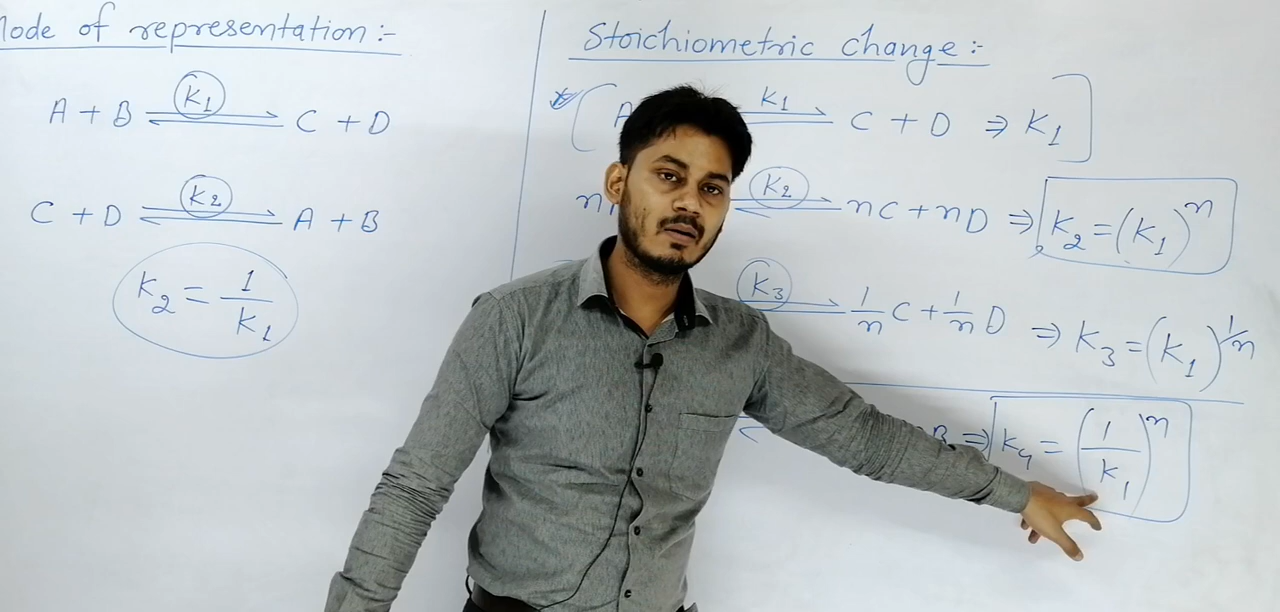 Mode of representation:-
A + B ⇌ C + D
K₁
C + D ⇌ A + B
K₂
K₂ = 1/K₁
Stoichiometric change:-
A K₁ ⇌ C + D ⇒ K₁
K₂ ⇌ nC + nD ⇒ K₂ = (K₁)ⁿ
K₃ 1/n C + 1/n D ⇒ K₃ = (K₁)^1/n
B ⇒ K₄ = (1/K₁)ⁿ